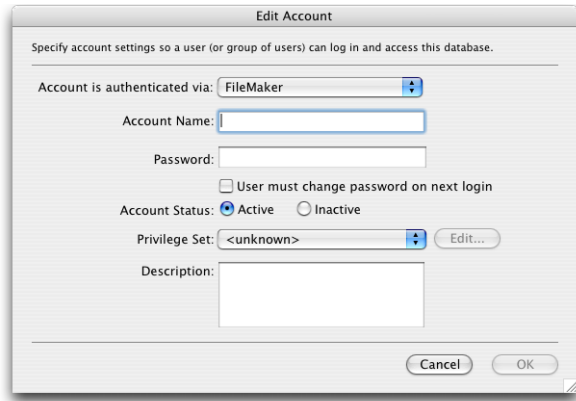 Edit Account
Specify account settings so a user (or group of users) can log in and access this database.
Account is authenticated via: FileMaker
Account Name:
Password:
User must change password on next login
Account Status: Active Inactive
Privilege Set: <unknown> Edit...
Description:
Cancel OK